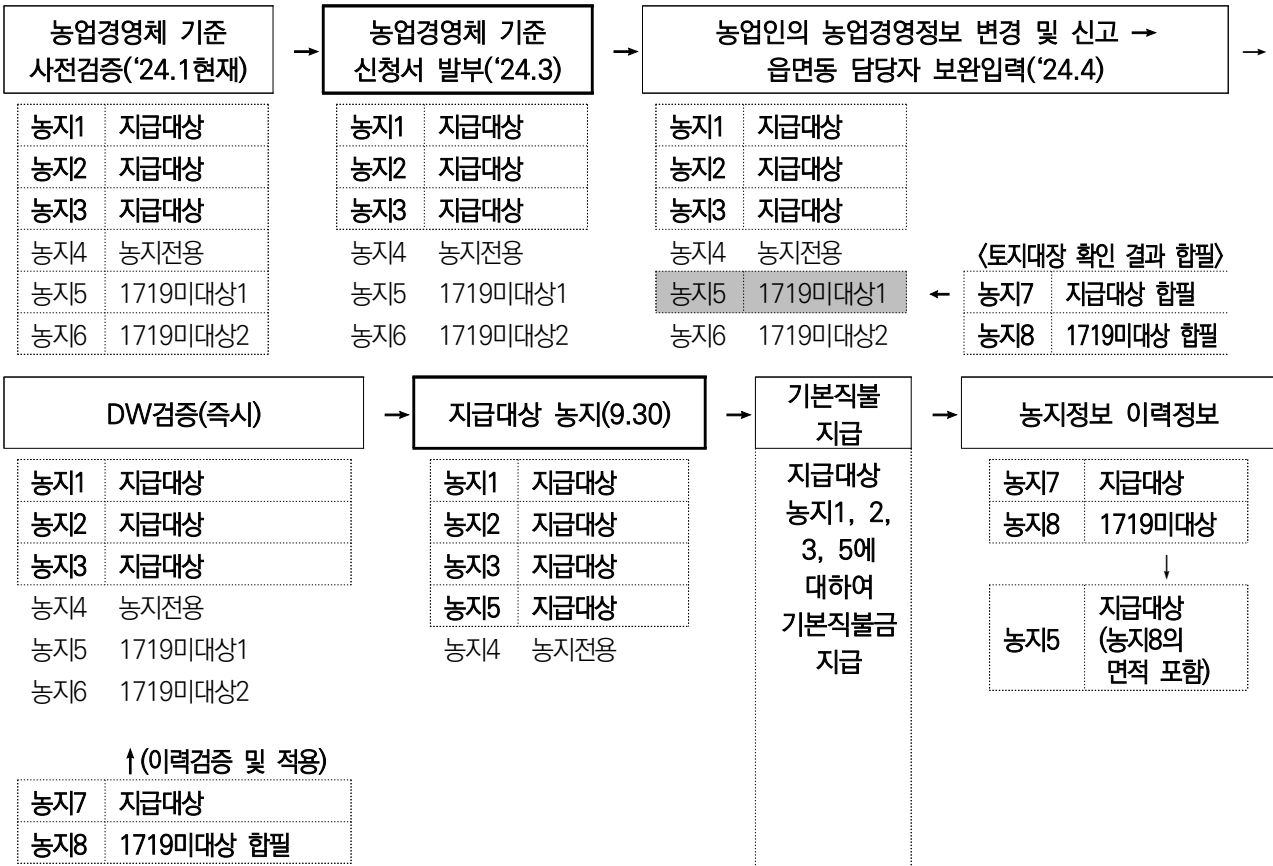 농업경영체 기준
사전검증(‘24.1현재)
→
농업경영체 기준
신청서 발부(‘24.3)
→
농업인의 농업경영정보 변경 및 신고 →
읍면동 담당자 보완입력(‘24.4)
→
농지1 지급대상
농지2 지급대상
농지3 지급대상
농지4 농지전용
농지5 1719미대상1
농지6 1719미대상2
농지1 지급대상
농지2 지급대상
농지3 지급대상
농지4 농지전용
농지5 1719미대상1
농지6 1719미대상2
농지1 지급대상
농지2 지급대상
농지3 지급대상
농지4 농지전용
농지5 1719미대상1
농지6 1719미대상2
〈토지대장 확인 결과 합필〉
← 농지7 지급대상 합필
농지8 1719미대상 합필
DW검증(즉시)
→
지급대상 농지(9.30)
→
기본직불
지급
→
농지정보 이력정보
농지1 지급대상
농지2 지급대상
농지3 지급대상
농지4 농지전용
농지5 1719미대상1
농지6 1719미대상2
↑(이력검증 및 적용)
농지7 지급대상
농지8 1719미대상 합필
농지1 지급대상
농지2 지급대상
농지3 지급대상
농지5 지급대상
농지4 농지전용
지급대상
농지1, 2,
3, 5에
대하여
기본직불금
지급
농지7 지급대상
농지8 1719미대상
↓
농지5 지급대상
(농지8의
면적 포함)